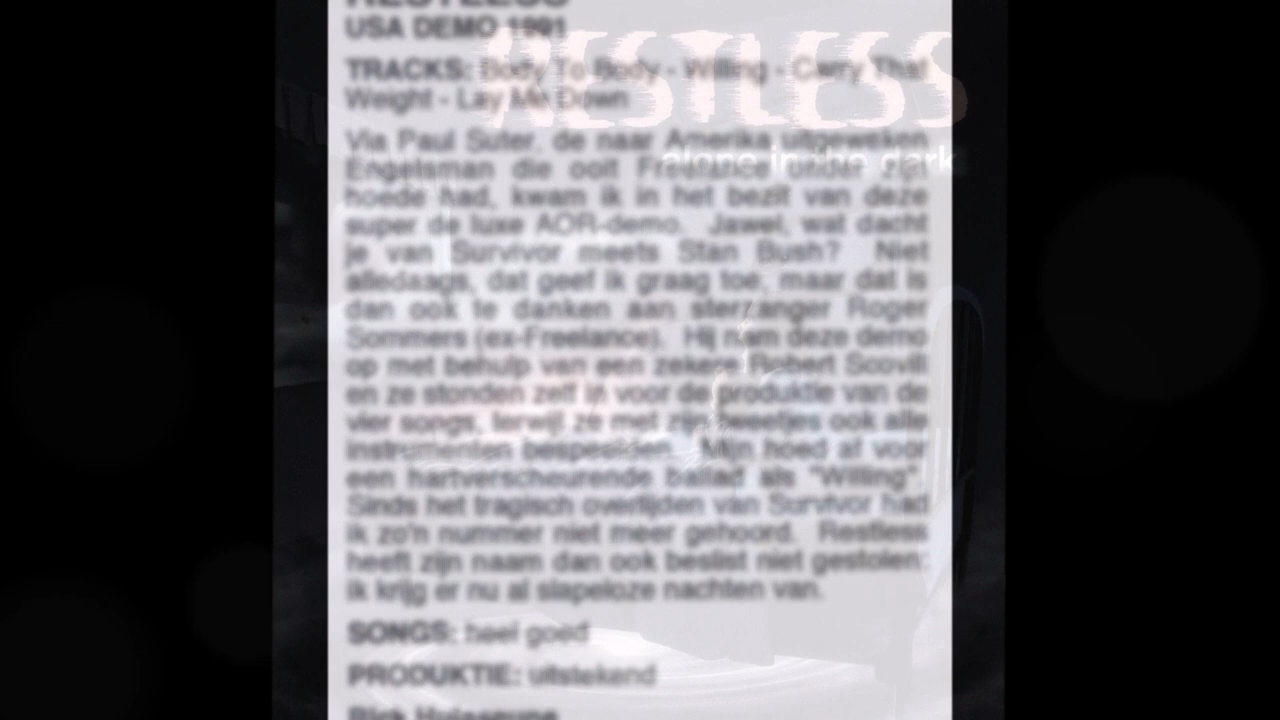 RESTLESS
USA DEMO 1991
TRACKS: Body To Body - Willing - Carry That
Weight - Lay Me Down
Via Paul Suter, de naar Amerika uitgeweken
Engelsman die ooit Freelance onder zijn
hoede had, kwam ik in het bezit van deze
super de luxe AOR-demo. Jawel, wat dacht
je van Survivor meets Stan Bush? Niet
alledaags, dat geef ik graag toe, maar dat is
dan ook te danken aan sterzanger Roger
Sommers (ex-Freelance). Hij nam deze demo
op met behulp van een zekere Robert Scovill
en ze stonden zelf in voor de produktie van de
vier songs, terwijl ze met zijn tweetjes ook alle
instrumenten bespeelden. Mijn hoed af voor
een hartverscheurende ballad als "Willing".
Sinds het tragisch overlijden van Survivor had
ik zo'n nummer niet meer gehoord. Restless
heeft zijn naam dan ook beslist niet gestolen:
ik krijg er nu al slapeloze nachten van.
SONGS: heel goed
PRODUKTIE: uitstekend
RESTLESS
alone in the dark